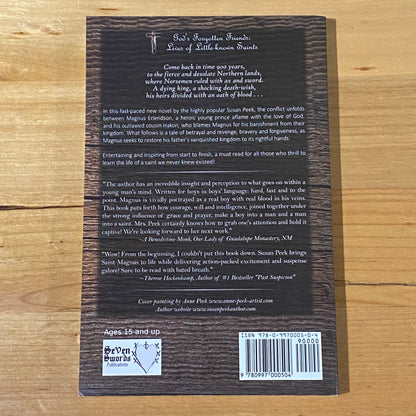 God's Forgotten Friends:
Lives of Little-known Saints
Come back in time 900 years,
to the fierce and desolate Northern lands,
where Norsemen ruled with ax and sword.
A dying king, a shocking death-wish,
his heirs divided with an oath of blood . . .
In this fast-paced new novel by the highly popular Susan Peek, the conflict unfolds
between Magnus Erlendson, a heroic young prince aflame with the love of God,
and his outlawed cousin Hakon, who blames Magnus for his banishment from their
kingdom. What follows is a tale of betrayal and revenge, bravery and forgiveness, as
Magnus seeks to restore his father's vanquished kingdom to its rightful hands.
Entertaining and inspiring from start to finish, a must read for all those who thrill to
learn the life of a saint we never knew existed!
"The author has an incredible insight and perception to what goes on within a
young man's mind. Written for boys in boys' language: hard, fast and to the
point. Magnus is vividly portrayed as a real boy with real blood in his veins.
This book puts forth how courage, will and intelligence, joined together under
the strong influence of grace and prayer, make a boy into a man and a man
into a saint. Mrs. Peek certainly knows how to grab one's attention and hold it
captive! We're looking forward to her next work."
-A Benedictine Monk, Our Lady of Guadalupe Monastery, NM
"Wow! From the beginning, I couldn't put this book down. Susan Peek brings
Saint Magnus to life while delivering action-packed excitement and suspense
galore! Sure to be read with bated breath."
~Therese Heckenkamp, Author of #1 Bestseller "Past Suspicion"
Cover painting by Anne Peek ~www.anne-peek-artist.com
Author website ~www.susanpeekauthor.com
Ages 15 and up
Seven
Swords
Publications
ISBN 978-0-9970005-0-4
90000
9 780997 000504